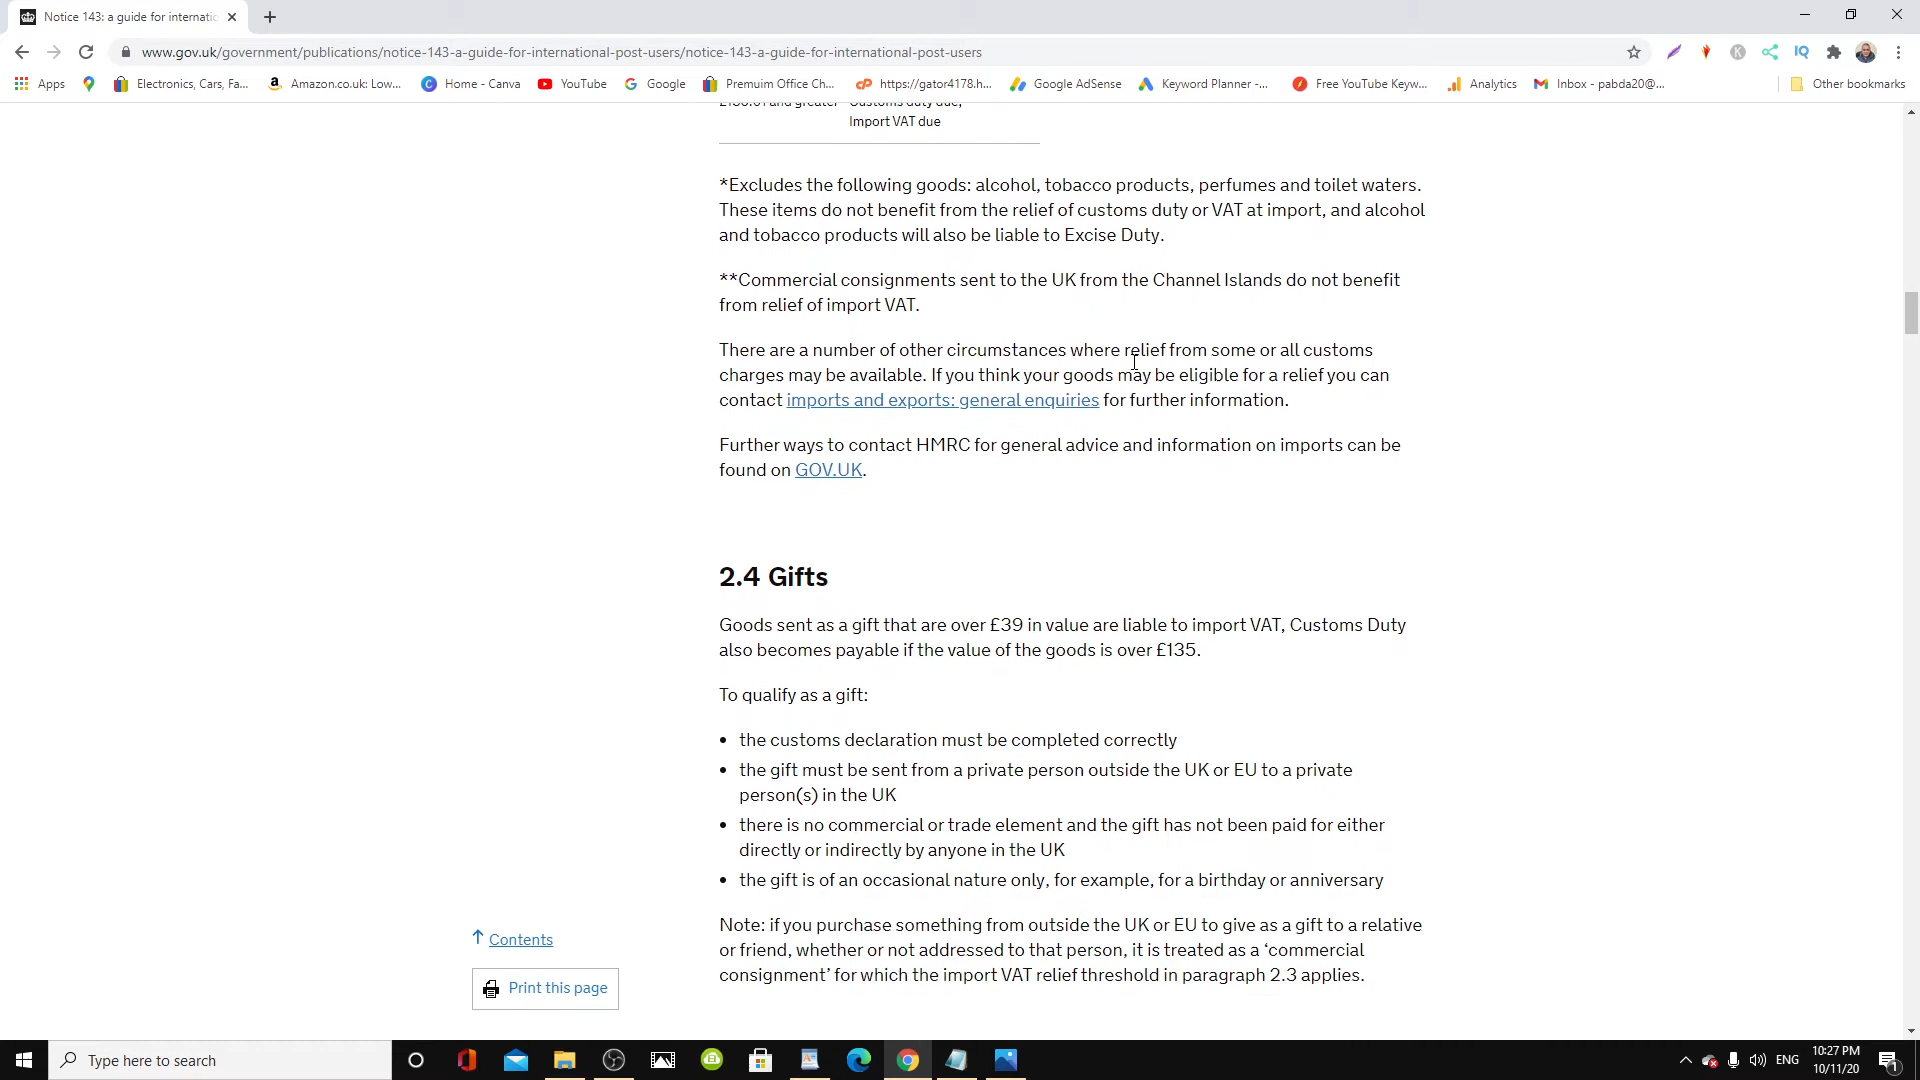 Notice 143: a guide for internatio
www.gov.uk/government/publications/notice-143-a-guide-for-international-post-users/notice-143-a-guide-for-international-post-users
Apps
Electronics, Cars, Fa...
Amazon.co.uk: Low...
Home - Canva
YouTube
Google
Premuim Office Ch...
https://gator4178.h...
Google AdSense
Keyword Planner -...
Free YouTube Keyw...
Analytics
Inbox - pabda20@...
Other bookmarks
and greater Customs duty due,
Import VAT due
*Excludes the following goods: alcohol, tobacco products, perfumes and toilet waters.
These items do not benefit from the relief of customs duty or VAT at import, and alcohol
and tobacco products will also be liable to Excise Duty.
**Commercial consignments sent to the UK from the Channel Islands do not benefit
from relief of import VAT.
There are a number of other circumstances where relief from some or all customs
charges may be available. If you think your goods may be eligible for a relief you can
contact imports and exports: general enquiries for further information.
Further ways to contact HMRC for general advice and information on imports can be
found on GOV.UK.
2.4 Gifts
Goods sent as a gift that are over £39 in value are liable to import VAT, Customs Duty
also becomes payable if the value of the goods is over £135.
To qualify as a gift:
• the customs declaration must be completed correctly
• the gift must be sent from a private person outside the UK or EU to a private
person(s) in the UK
• there is no commercial or trade element and the gift has not been paid for either
directly or indirectly by anyone in the UK
• the gift is of an occasional nature only, for example, for a birthday or anniversary
Note: if you purchase something from outside the UK or EU to give as a gift to a relative
or friend, whether or not addressed to that person, it is treated as a ‘commercial
consignment’ for which the import VAT relief threshold in paragraph 2.3 applies.
↑ Contents
Print this page
Type here to search
ENG
10:27 PM
10/11/20
1